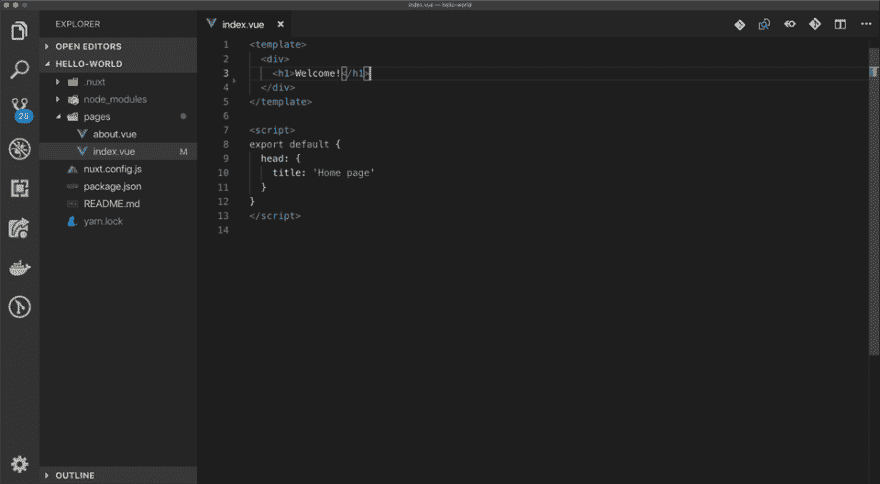 index.vue — hello-world
EXPLORER
OPEN EDITORS
HELLO-WORLD
.nuxt
node_modules
pages
about.vue
index.vue M
nuxt.config.js
package.json
README.md
yarn.lock
OUTLINE
28
index.vue ×
1 <template>
2 <div>
3 <h1>Welcome!</h1>
4 </div>
5 </template>
6
7 <script>
8 export default {
9 head: {
10 title: 'Home page'
11 }
12 }
13 </script>
14